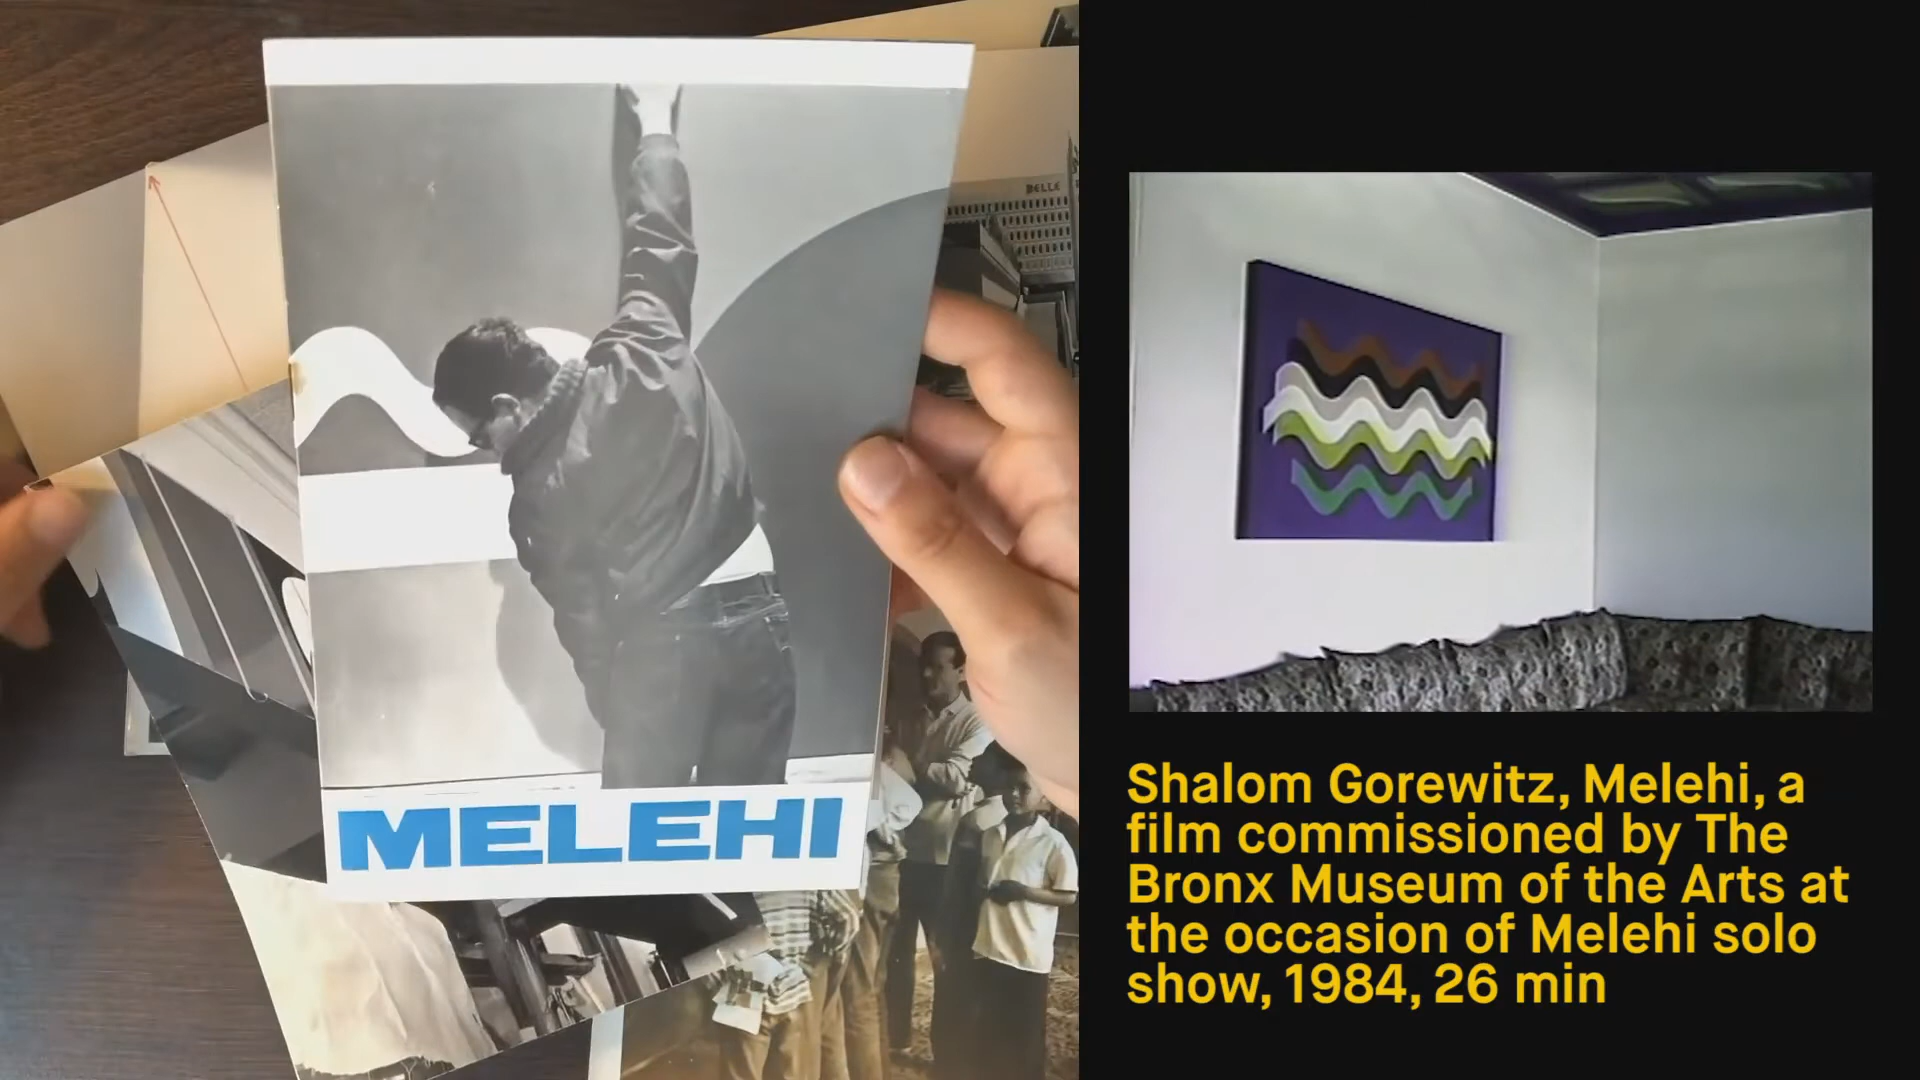 BELLE
MELEHI
Shalom Gorewitz, Melehi, a
film commissioned by The
Bronx Museum of the Arts at
the occasion of Melehi solo
show, 1984, 26 min